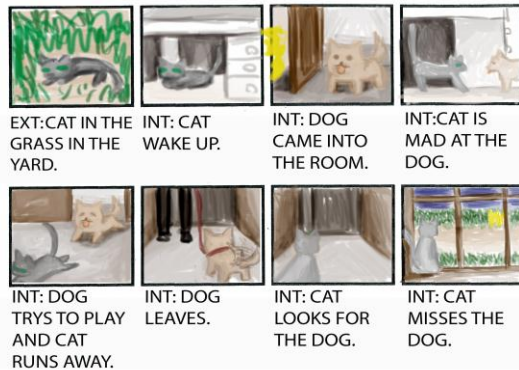 EXT:CAT IN THE
GRASS IN THE
YARD.
INT: CAT
WAKE UP.
INT: DOG
CAME INTO
THE ROOM.
INT:CAT IS
MAD AT THE
DOG.
INT: DOG
TRYS TO PLAY
AND CAT
RUNS AWAY.
INT: DOG
LEAVES.
INT: CAT
LOOKS FOR
THE DOG.
INT: CAT
MISSES THE
DOG.